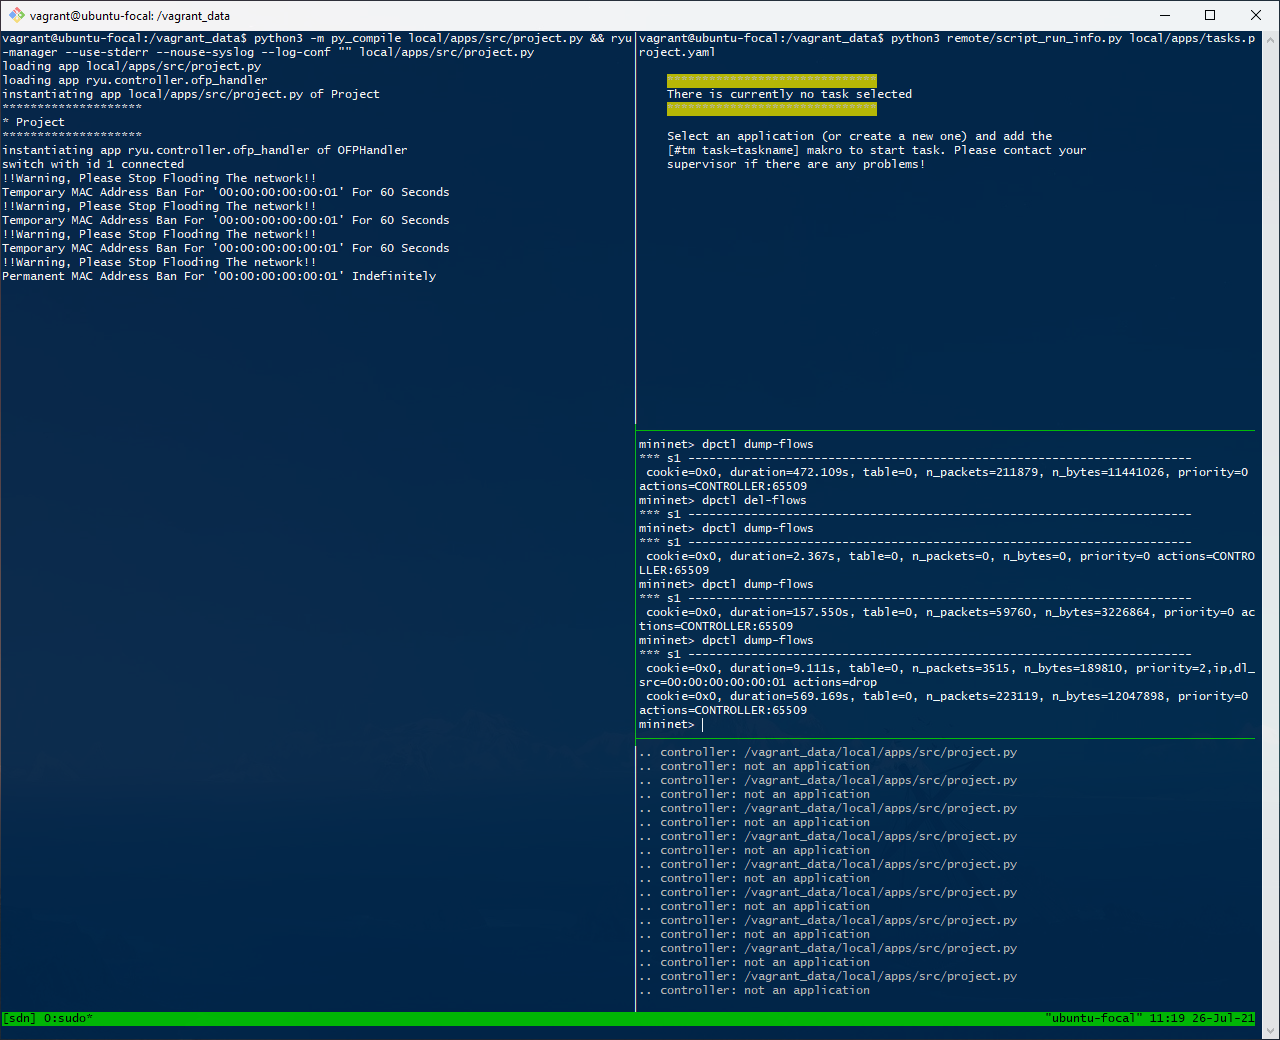 vagrant@ubuntu-focal: /vagrant_data
vagrant@ubuntu-focal:/vagrant_data$ python3 -m py_compile local/apps/src/project.py && ryu
-manager --use-stderr --nouse-syslog --log-conf "" local/apps/src/project.py
loading app local/apps/src/project.py
loading app ryu.controller.ofp_handler
instantiating app local/apps/src/project.py of Project
********************
* Project
********************
instantiating app ryu.controller.ofp_handler of OFPHandler
switch with id 1 connected
!!Warning, Please Stop Flooding The network!!
Temporary MAC Address Ban For '00:00:00:00:00:01' For 60 Seconds
!!Warning, Please Stop Flooding The network!!
Temporary MAC Address Ban For '00:00:00:00:00:01' For 60 Seconds
!!Warning, Please Stop Flooding The network!!
Temporary MAC Address Ban For '00:00:00:00:00:01' For 60 Seconds
!!Warning, Please Stop Flooding The network!!
Permanent MAC Address Ban For '00:00:00:00:00:01' Indefinitely
vagrant@ubuntu-focal:/vagrant_data$ python3 remote/script_run_info.py local/apps/tasks.p
roject.yaml
******************************
There is currently no task selected
******************************
Select an application (or create a new one) and add the
[#tm task=taskname] makro to start task. Please contact your
supervisor if there are any problems!
mininet> dpctl dump-flows
*** s1 ------------------------------------------------------------------------
cookie=0x0, duration=472.109s, table=0, n_packets=211879, n_bytes=11441026, priority=0
actions=CONTROLLER:65509
mininet> dpctl del-flows
*** s1 ------------------------------------------------------------------------
mininet> dpctl dump-flows
*** s1 ------------------------------------------------------------------------
cookie=0x0, duration=2.367s, table=0, n_packets=0, n_bytes=0, priority=0 actions=CONTRO
LLER:65509
mininet> dpctl dump-flows
*** s1 ------------------------------------------------------------------------
cookie=0x0, duration=157.550s, table=0, n_packets=59760, n_bytes=3226864, priority=0 ac
tions=CONTROLLER:65509
mininet> dpctl dump-flows
*** s1 ------------------------------------------------------------------------
cookie=0x0, duration=9.111s, table=0, n_packets=3515, n_bytes=189810, priority=2,ip,dl_
src=00:00:00:00:00:01 actions=drop
cookie=0x0, duration=569.169s, table=0, n_packets=223119, n_bytes=12047898, priority=0
actions=CONTROLLER:65509
mininet>
.. controller: /vagrant_data/local/apps/src/project.py
.. controller: not an application
.. controller: /vagrant_data/local/apps/src/project.py
.. controller: not an application
.. controller: /vagrant_data/local/apps/src/project.py
.. controller: not an application
.. controller: /vagrant_data/local/apps/src/project.py
.. controller: not an application
.. controller: /vagrant_data/local/apps/src/project.py
.. controller: not an application
.. controller: /vagrant_data/local/apps/src/project.py
.. controller: not an application
.. controller: /vagrant_data/local/apps/src/project.py
.. controller: not an application
.. controller: /vagrant_data/local/apps/src/project.py
.. controller: not an application
.. controller: /vagrant_data/local/apps/src/project.py
.. controller: not an application
[sdn] 0:sudo* "ubuntu-focal" 11:19 26-Jul-21